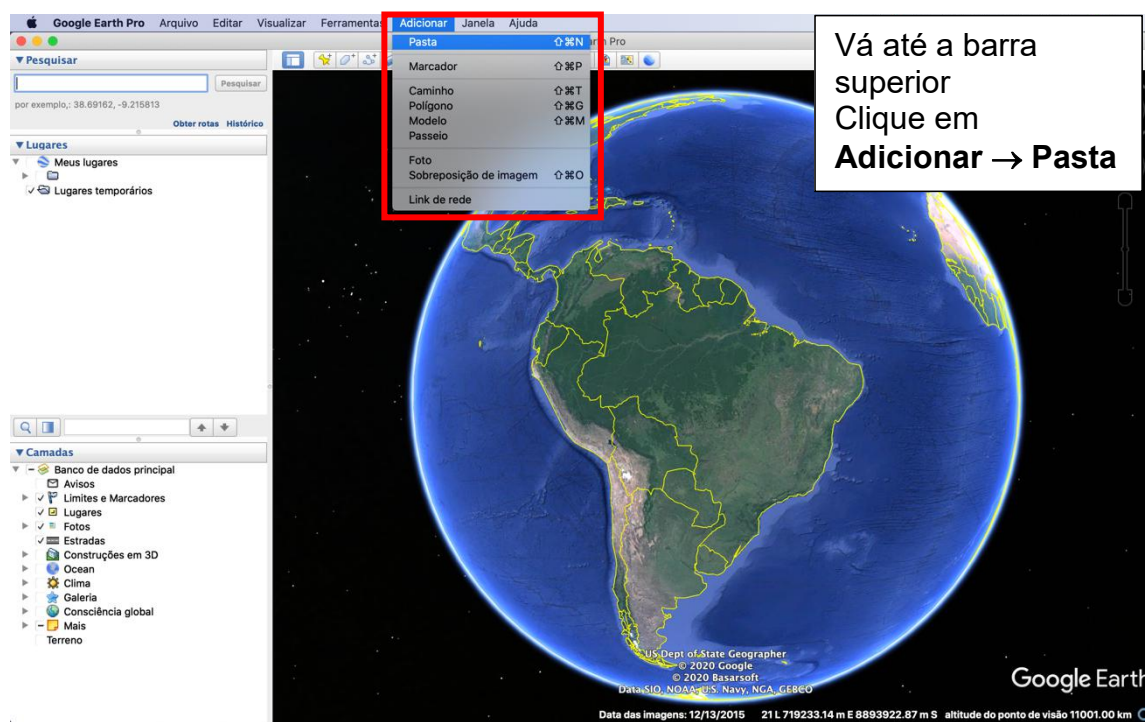 Google Earth Pro Arquivo Editar Visualizar Ferramentas Adicionar Janela Ajuda
Pro
Pesquisar
Pesquisar
por exemplo,: 38.69162, -9.215813
Obter rotas Histórico
Lugares
Meus lugares
Lugares temporários
Pasta ⇧⌘N
Marcador ⇧⌘P
Caminho ⇧⌘T
Polígono ⇧⌘G
Modelo ⇧⌘M
Passeio
Foto
Sobreposição de imagem ⇧⌘O
Link de rede
Vá até a barra
superior
Clique em
Adicionar → Pasta
Camadas
Banco de dados principal
Avisos
Limites e Marcadores
Lugares
Fotos
Estradas
Construções em 3D
Ocean
Clima
Galeria
Consciência global
Mais
Terreno
US Dept of State Geographer
© 2020 Google
© 2020 Basarsoft
Data SIO, NOAA, U.S. Navy, NGA, GEBCO
Google Earth
Data das imagens: 12/13/2015 21 L 719233.14 m E 8893922.87 m S altitude do ponto de visão 11001.00 km